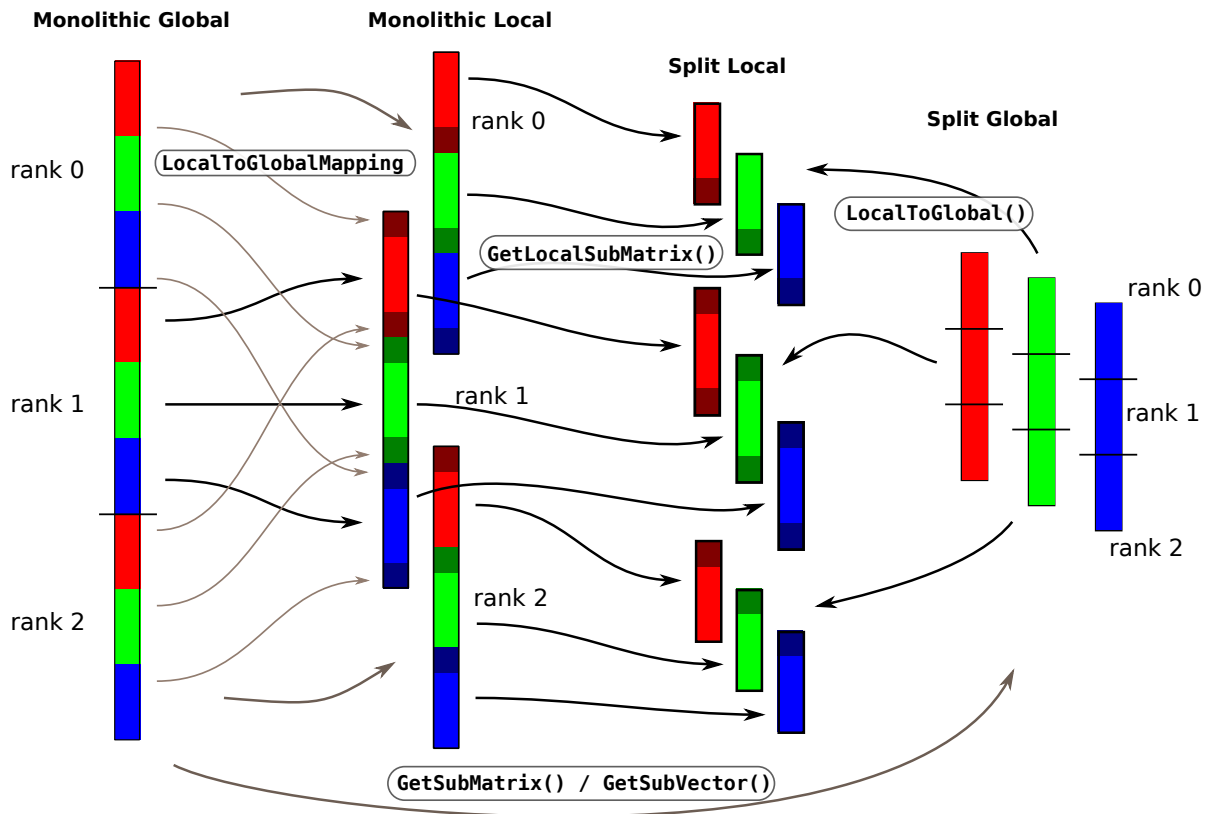 Monolithic Global
Monolithic Local
Split Local
Split Global
rank 0
LocalToGlobalMapping
rank 0
LocalToGlobal()
GetLocalSubMatrix()
rank 0
rank 1
rank 1
rank 1
rank 2
rank 2
rank 2
GetSubMatrix() / GetSubVector()